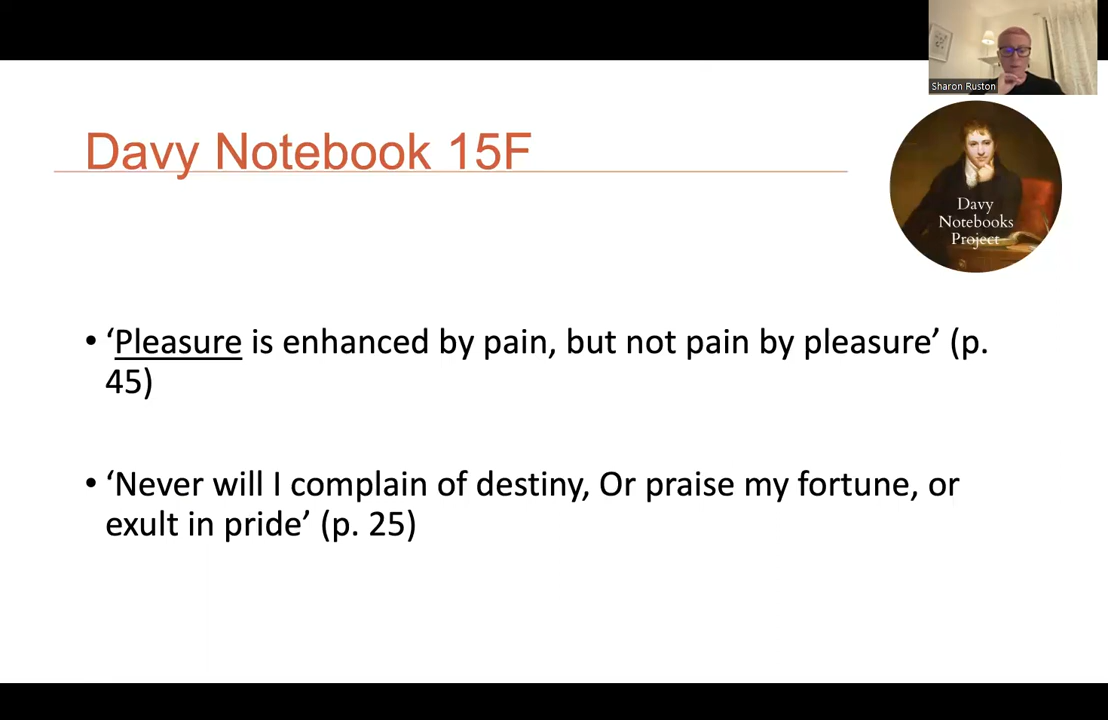 Sharon Ruston
Davy Notebook 15F
Davy
Notebooks
Project
• ‘Pleasure is enhanced by pain, but not pain by pleasure’ (p.
45)
• ‘Never will I complain of destiny, Or praise my fortune, or
exult in pride’ (p. 25)